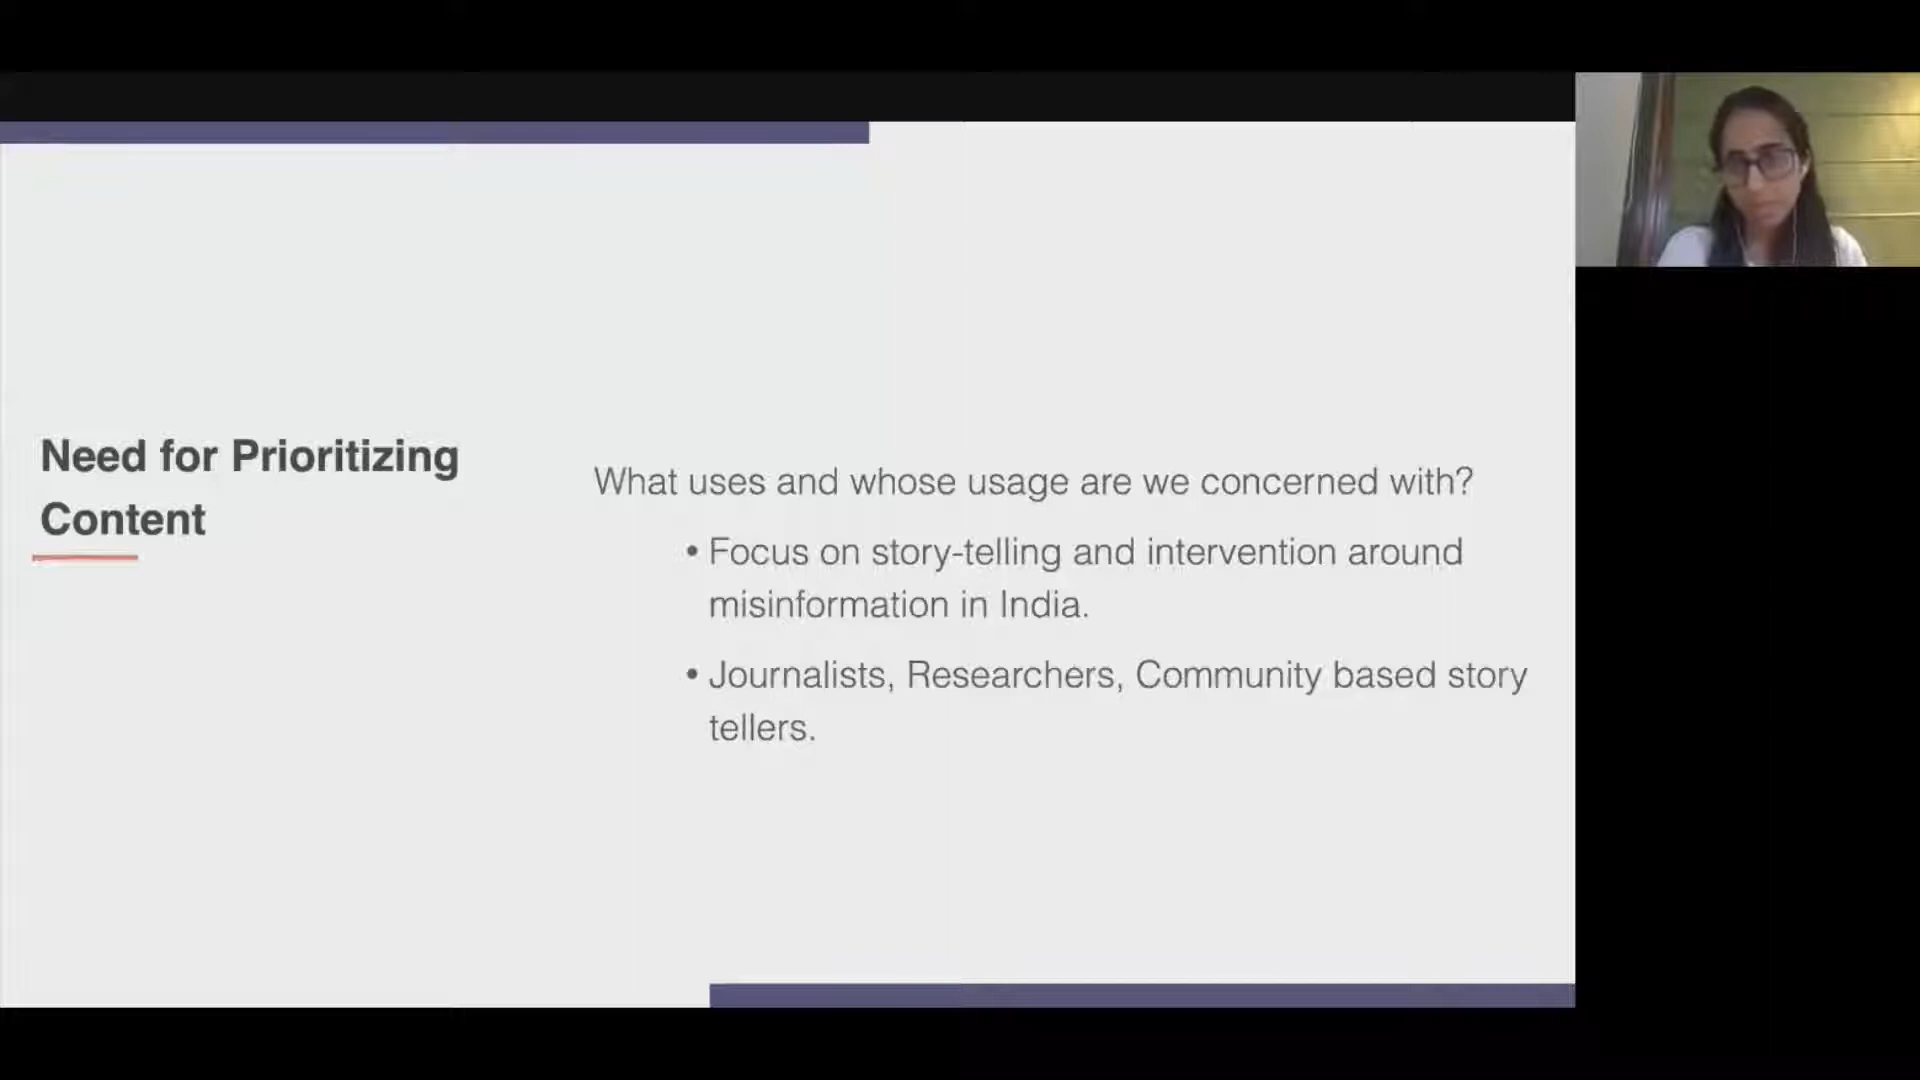 Need for Prioritizing
Content
What uses and whose usage are we concerned with?
• Focus on story-telling and intervention around
misinformation in India.
• Journalists, Researchers, Community based story
tellers.